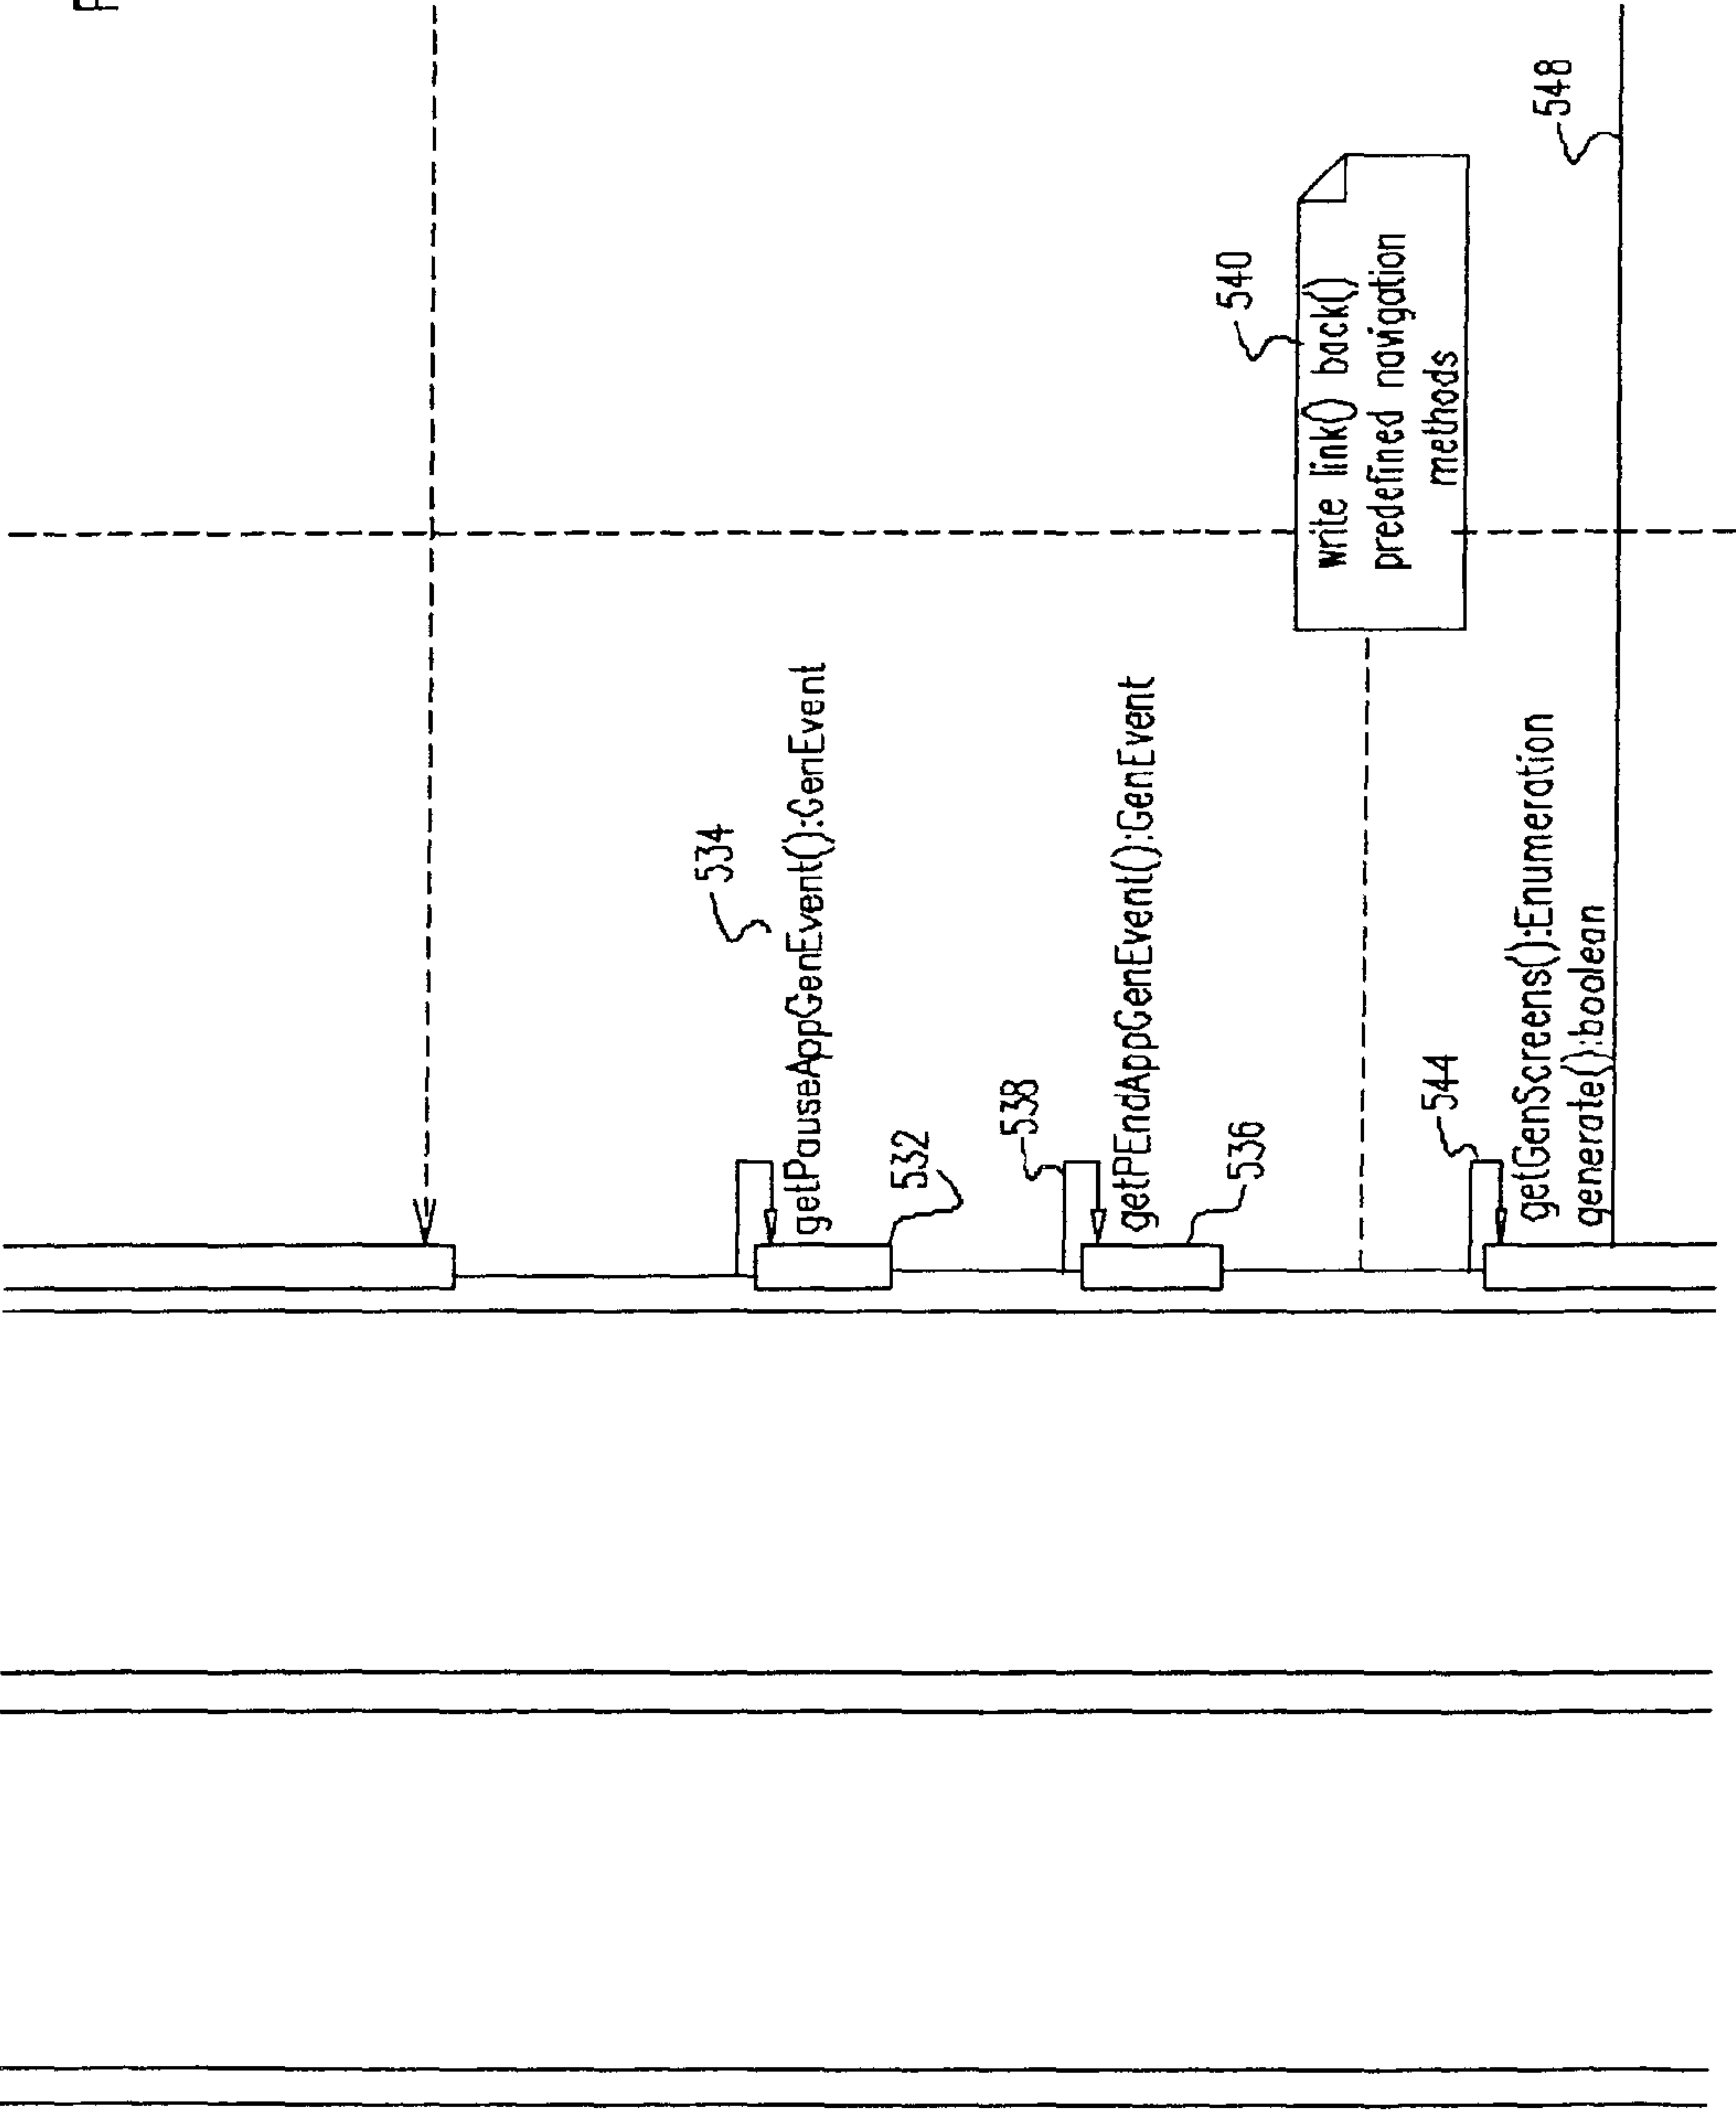 534
getPauseAppGenEvent():GenEvent
532
538
getPEndAppGenEvent():GenEvent
536
540
write link() back()
predefined navigation
methods
544
getGenScreens():Enumeration
generate():boolean
548